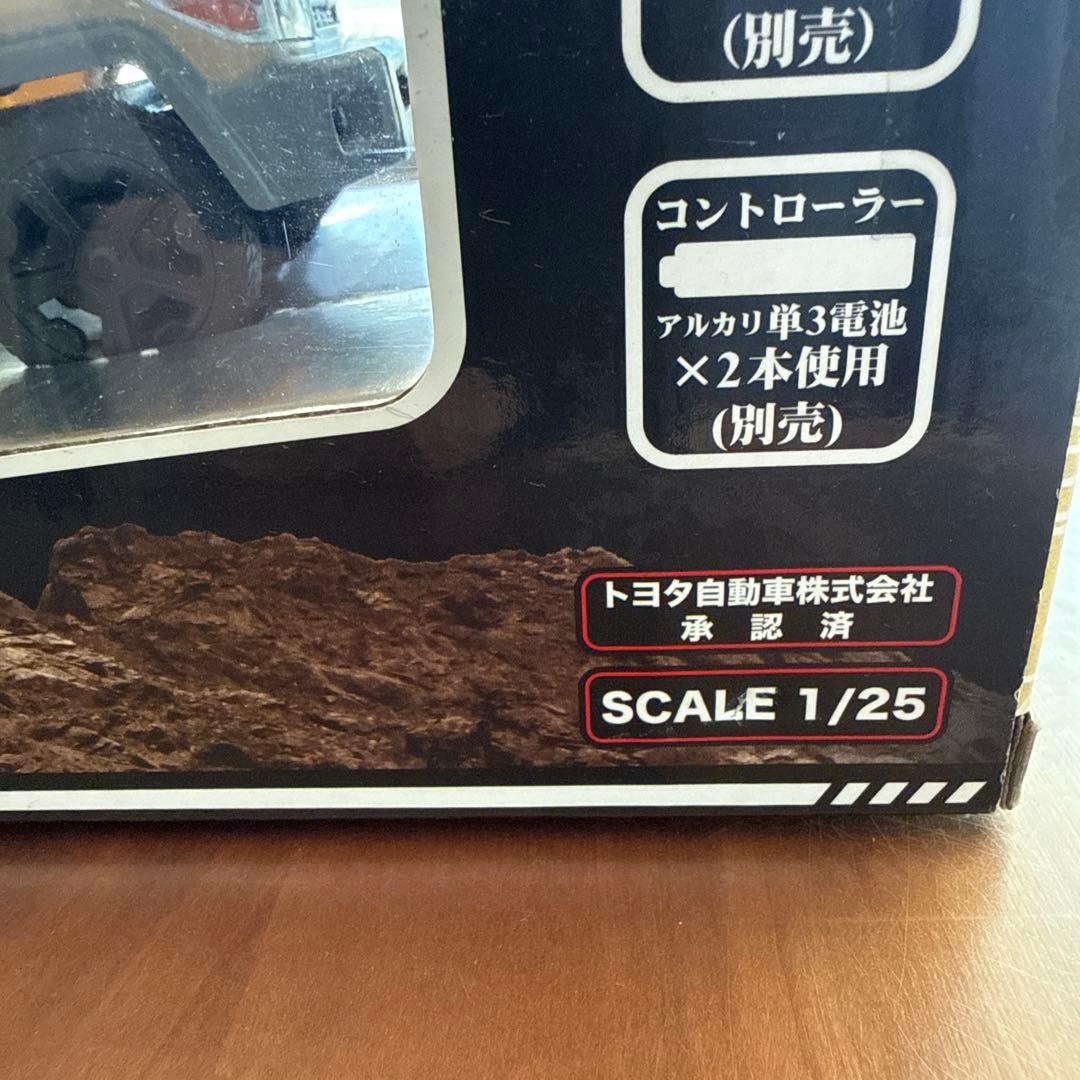 (別売)
コントローラー
アルカリ単3電池
×2本使用
(別売)
トヨタ自動車株式会社
承認済
SCALE 1/25